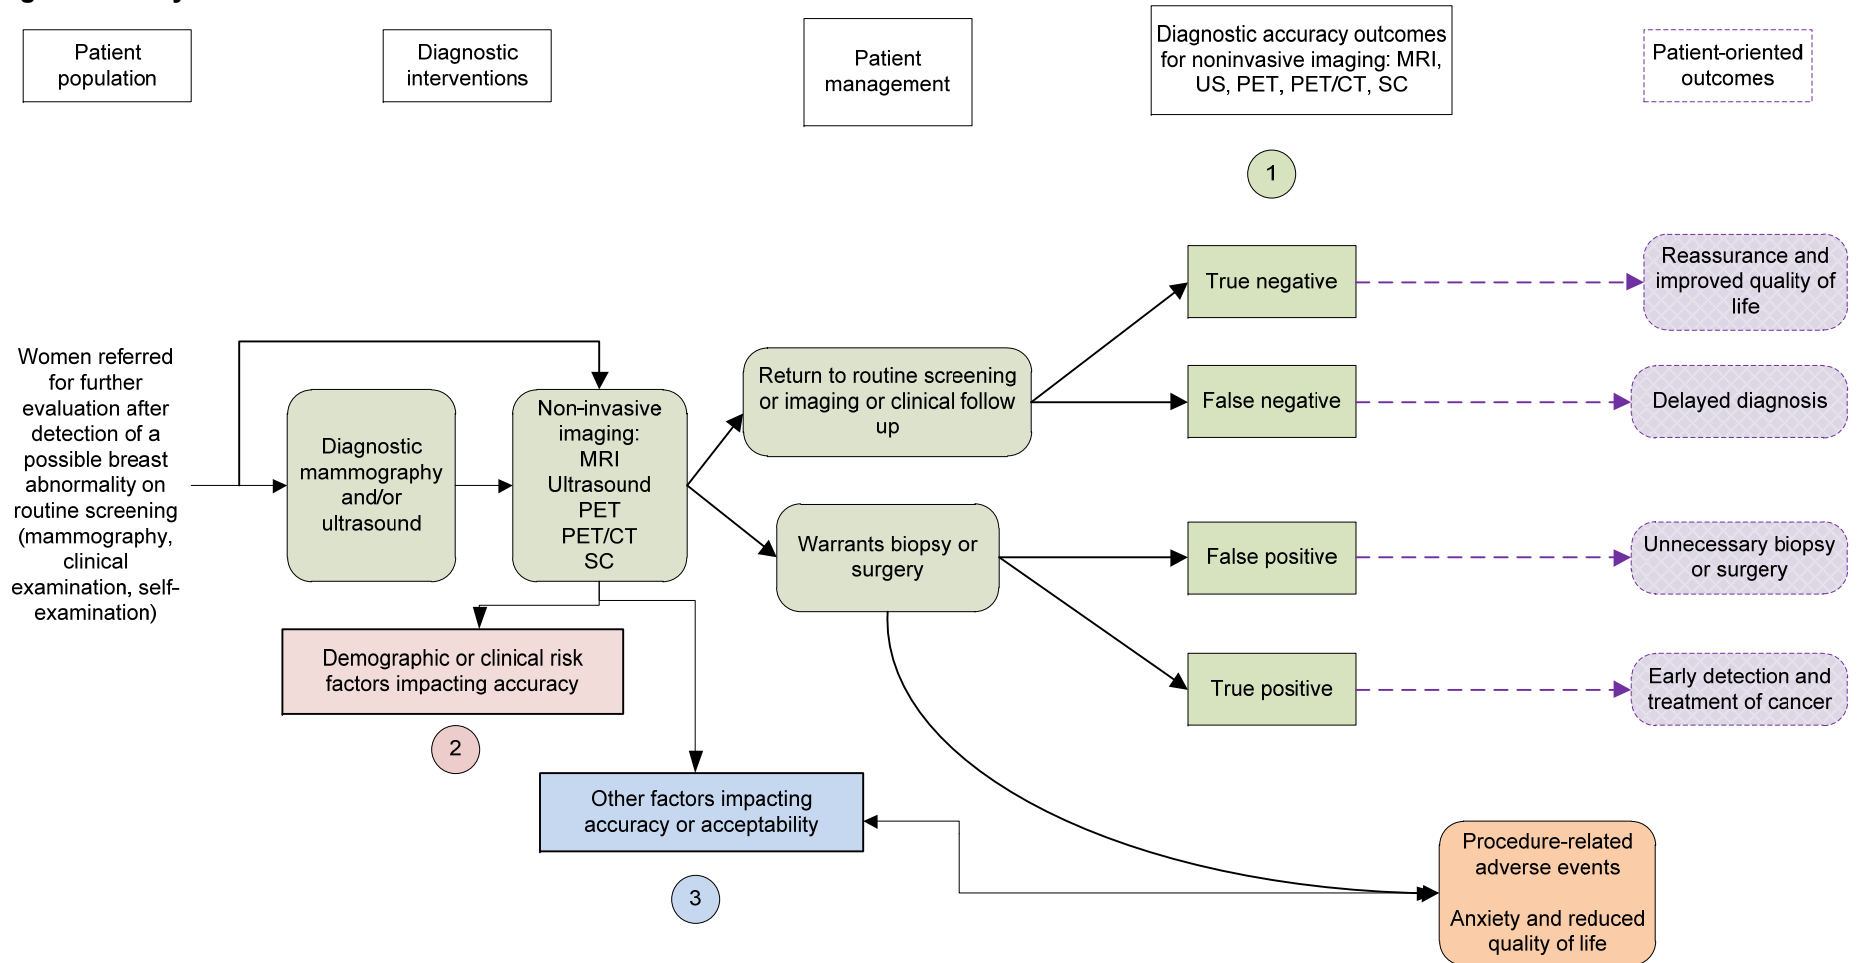 Patient
population
Diagnostic
interventions
Patient
management
Diagnostic accuracy outcomes
for noninvasive imaging: MRI,
US, PET, PET/CT, SC
Patient-oriented
outcomes
1
Women referred
for further
evaluation after
detection of a
possible breast
abnormality on
routine screening
(mammography,
clinical
examination, self-
examination)
Diagnostic
mammography
and/or
ultrasound
Non-invasive
imaging:
MRI
Ultrasound
PET
PET/CT
SC
Return to routine screening
or imaging or clinical follow
up
Warrants biopsy or
surgery
True negative
False negative
False positive
True positive
Reassurance and
improved quality of
life
Delayed diagnosis
Unnecessary biopsy
or surgery
Early detection and
treatment of cancer
Demographic or clinical risk
factors impacting accuracy
2
Other factors impacting
accuracy or acceptability
3
Procedure-related
adverse events
Anxiety and reduced
quality of life